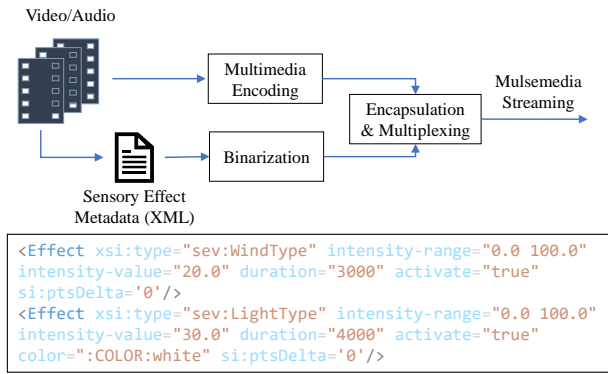 Video/Audio
Multimedia
Encoding
Mulsemedia
Streaming
Encapsulation
& Multiplexing
Binarization
Sensory Effect
Metadata (XML)
<Effect xsi:type="sev:WindType" intensity-range="0.0 100.0"
intensity-value="20.0" duration="3000" activate="true"
si:ptsDelta='0'/>
<Effect xsi:type="sev:LightType" intensity-range="0.0 100.0"
intensity-value="30.0" duration="4000" activate="true"
color=":COLOR:white" si:ptsDelta='0'/>